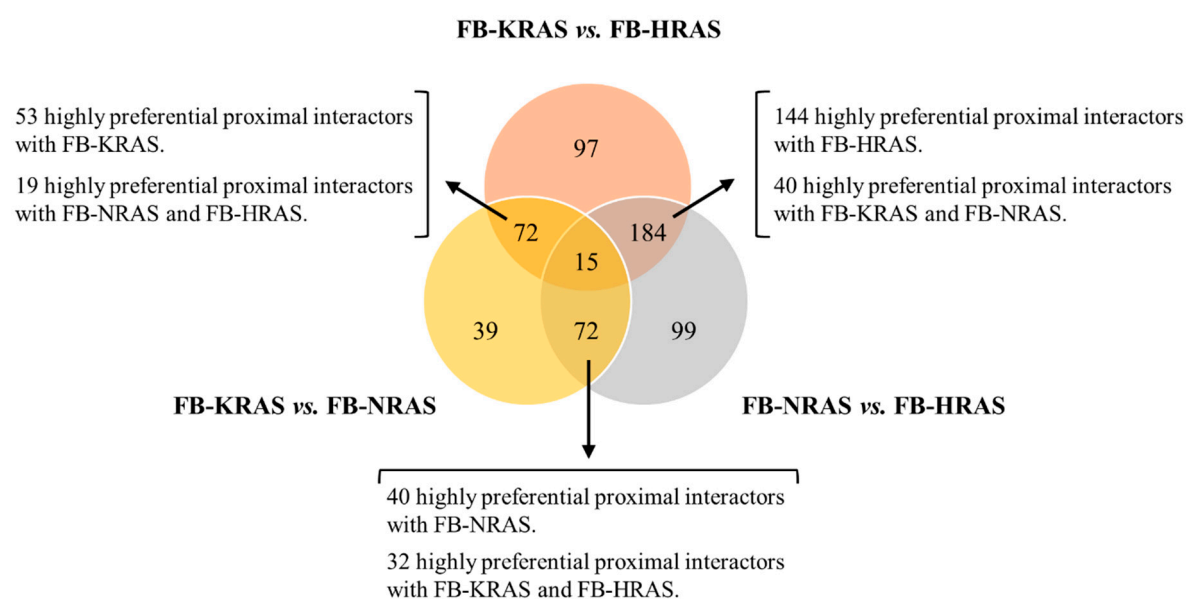 FB-KRAS vs. FB-HRAS
53 highly preferential proximal interactors
with FB-KRAS.
19 highly preferential proximal interactors
with FB-NRAS and FB-HRAS.
144 highly preferential proximal interactors
with FB-HRAS.
40 highly preferential proximal interactors
with FB-KRAS and FB-NRAS.
97
72
184
15
39
72
99
FB-KRAS vs. FB-NRAS
FB-NRAS vs. FB-HRAS
40 highly preferential proximal interactors
with FB-NRAS.
32 highly preferential proximal interactors
with FB-KRAS and FB-HRAS.